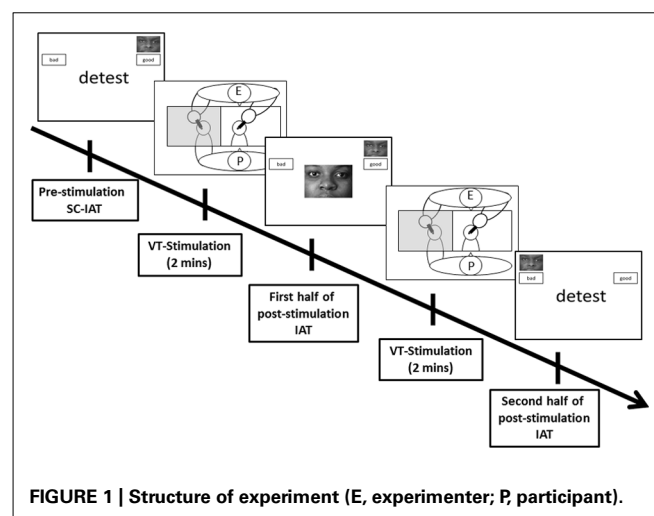 bad
good
detest
E
P
Pre-stimulation
SC-IAT
VT-Stimulation
(2 mins)
bad
good
First half of
post-stimulation
IAT
E
P
VT-Stimulation
(2 mins)
bad
good
detest
Second half of
post-stimulation
IAT
FIGURE 1 | Structure of experiment (E, experimenter; P, participant).